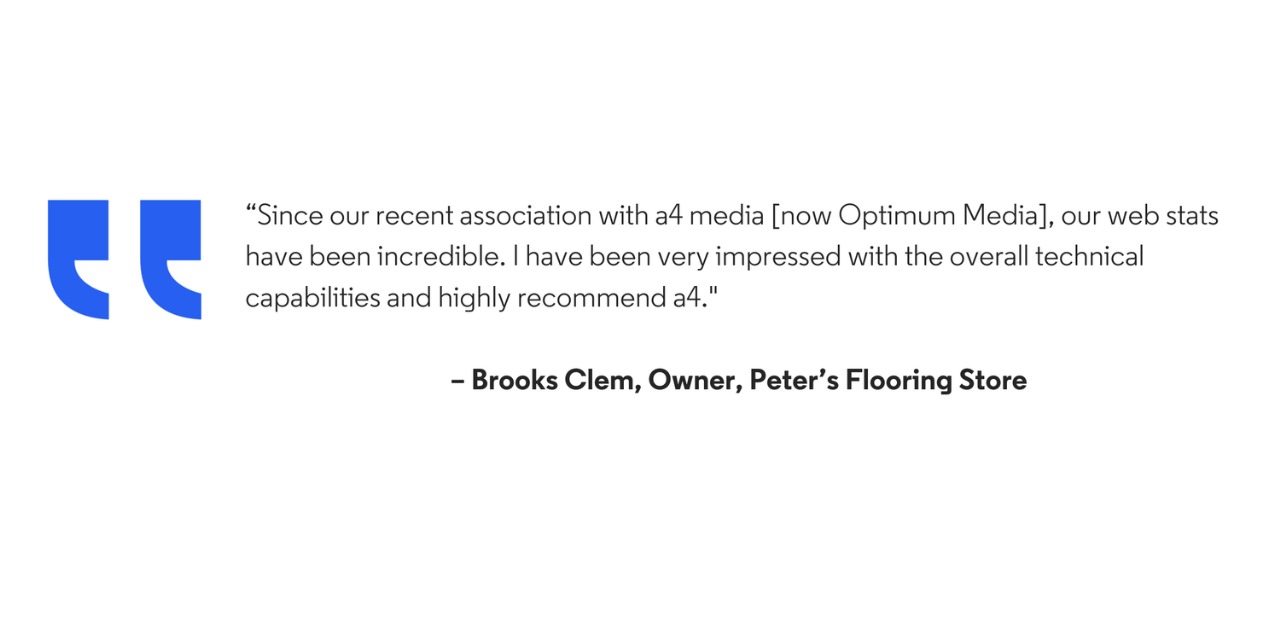 “Since our recent association with a4 media [now Optimum Media], our web stats
have been incredible. I have been very impressed with the overall technical
capabilities and highly recommend a4."
– Brooks Clem, Owner, Peter’s Flooring Store